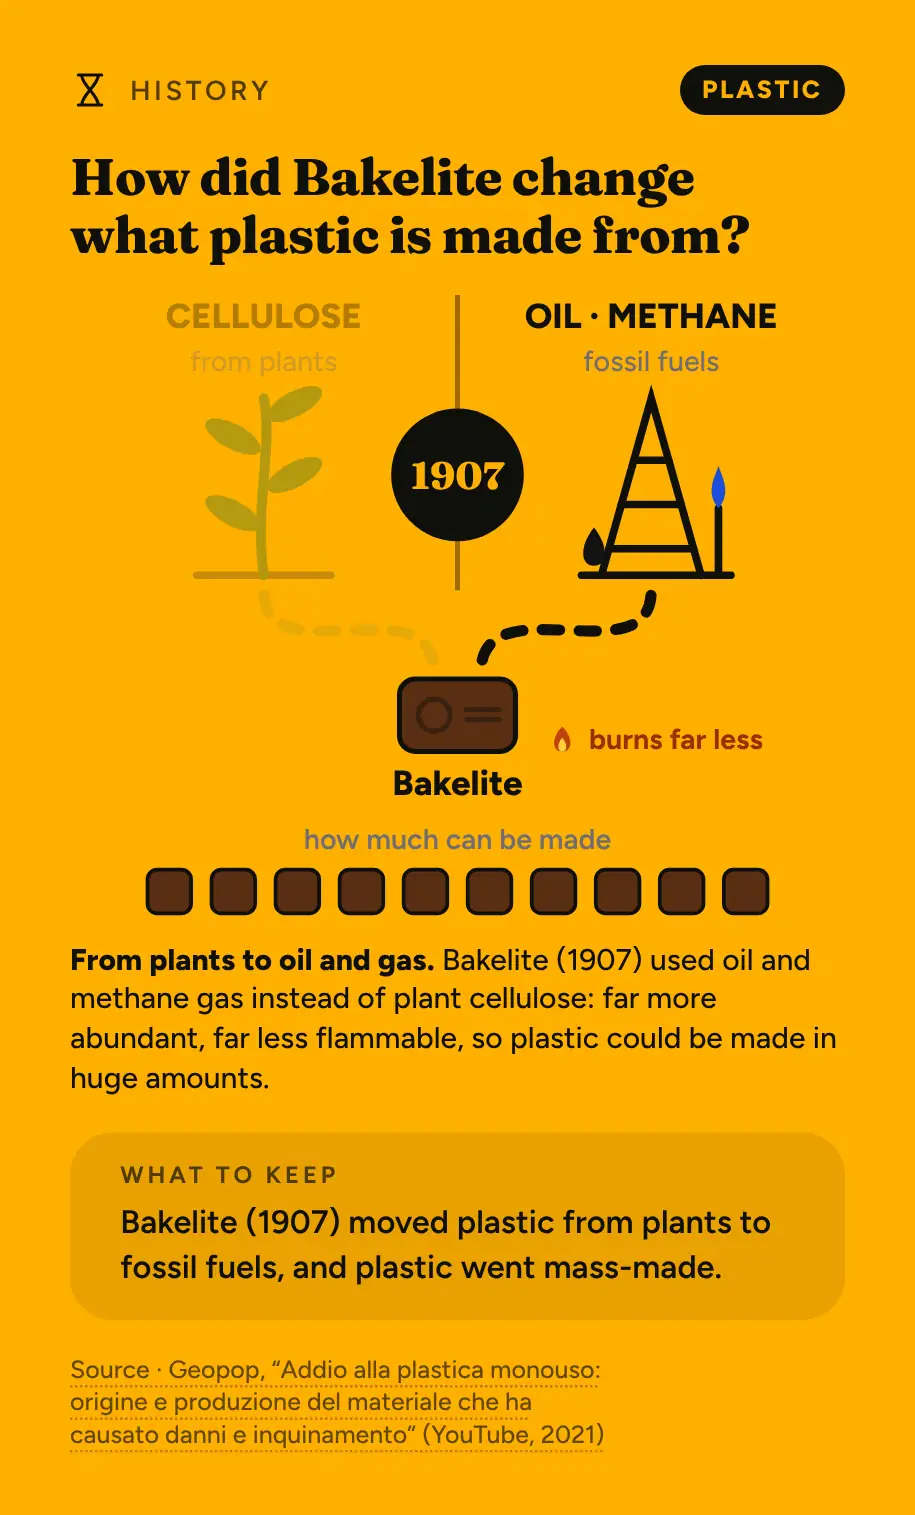 HISTORY
PLASTIC
How did Bakelite change
what plastic is made from?
CELLULOSE
from plants
OIL · METHANE
fossil fuels
1907
burns far less
Bakelite
how much can be made
From plants to oil and gas. Bakelite (1907) used oil and
methane gas instead of plant cellulose: far more
abundant, far less flammable, so plastic could be made in
huge amounts.
WHAT TO KEEP
Bakelite (1907) moved plastic from plants to
fossil fuels, and plastic went mass-made.
Source · Geopop, “Addio alla plastica monouso:
origine e produzione del materiale che ha
causato danni e inquinamento“ (YouTube, 2021)